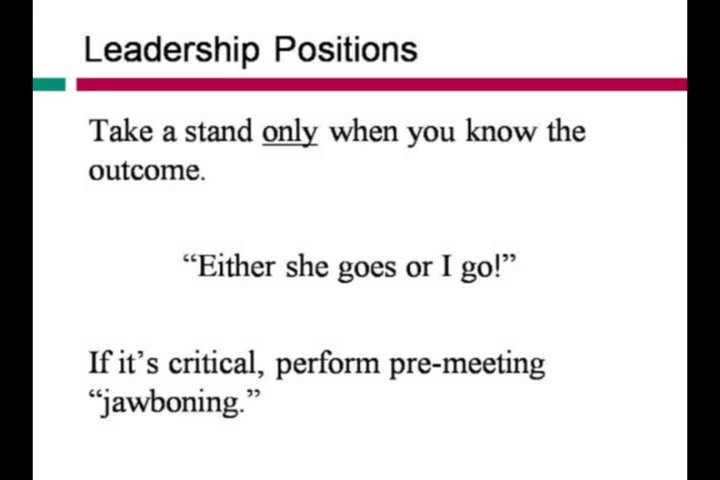 Leadership Positions
Take a stand only when you know the
outcome.
“Either she goes or I go!”
If it’s critical, perform pre-meeting
“jawboning.”